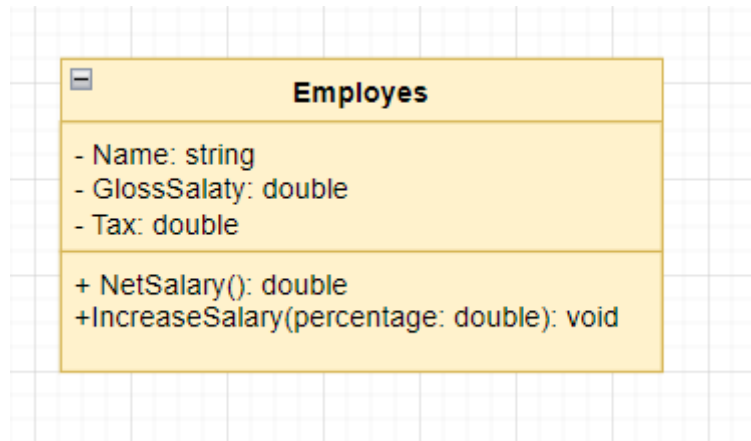 Employes
- Name: string
- GlossSalaty: double
- Tax: double
+ NetSalary(): double
+IncreaseSalary(percentage: double): void